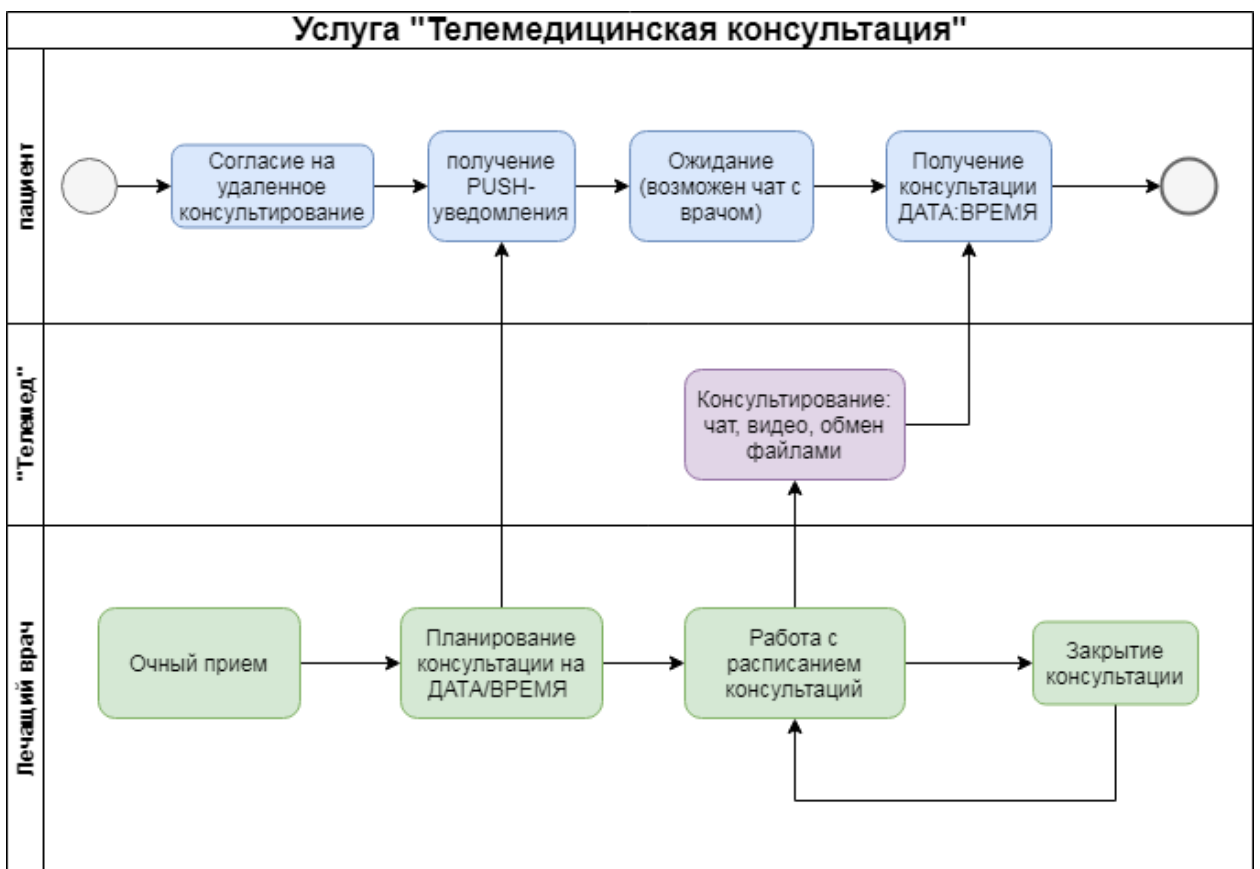 Услуга "Телемедицинская консультация"
пациент
Согласие на
удаленное
консультирование
получение
PUSH-
уведомления
Ожидание
(возможен чат с
врачом)
Получение
консультации
ДАТА:ВРЕМЯ
"Телемед"
Консультирование:
чат, видео, обмен
файлами
Лечащий врач
Очный прием
Планирование
консультации на
ДАТА/ВРЕМЯ
Работа с
расписанием
консультаций
Закрытие
консультации